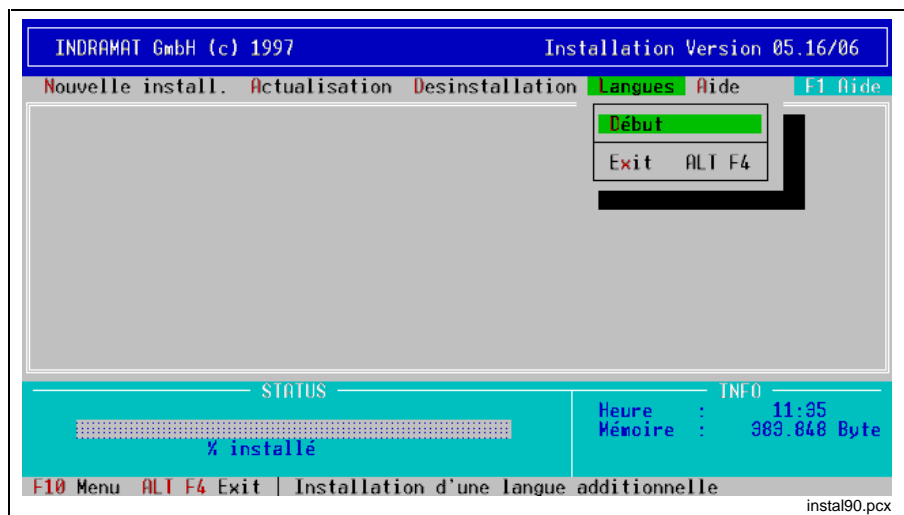 INDRAMAT GmbH (c) 1997 Installation Version 05.16/06
Nouvelle install. Actualisation Desinstallation Langues Aide F1 Aide
Début
Exit ALT F4
STATUS
INFO
Heure : 11:35
Mémoire : 383.848 Byte
% installé
F10 Menu ALT F4 Exit | Installation d'une langue additionnelle
instal90.pcx